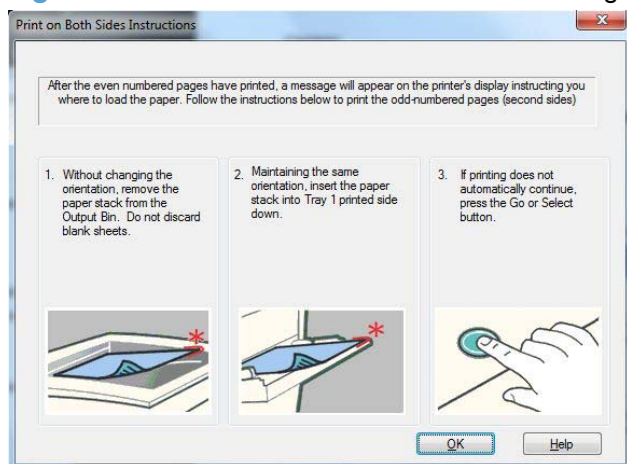 Print on Both Sides Instructions
After the even numbered pages have printed, a message will appear on the printer's display instructing you
where to load the paper. Follow the instructions below to print the odd-numbered pages (second sides)
1. Without changing the
orientation, remove the
paper stack from the
Output Bin. Do not discard
blank sheets.
2. Maintaining the same
orientation, insert the paper
stack into Tray 1 printed side
down.
3. If printing does not
automatically continue,
press the Go or Select
button.
OK
Help